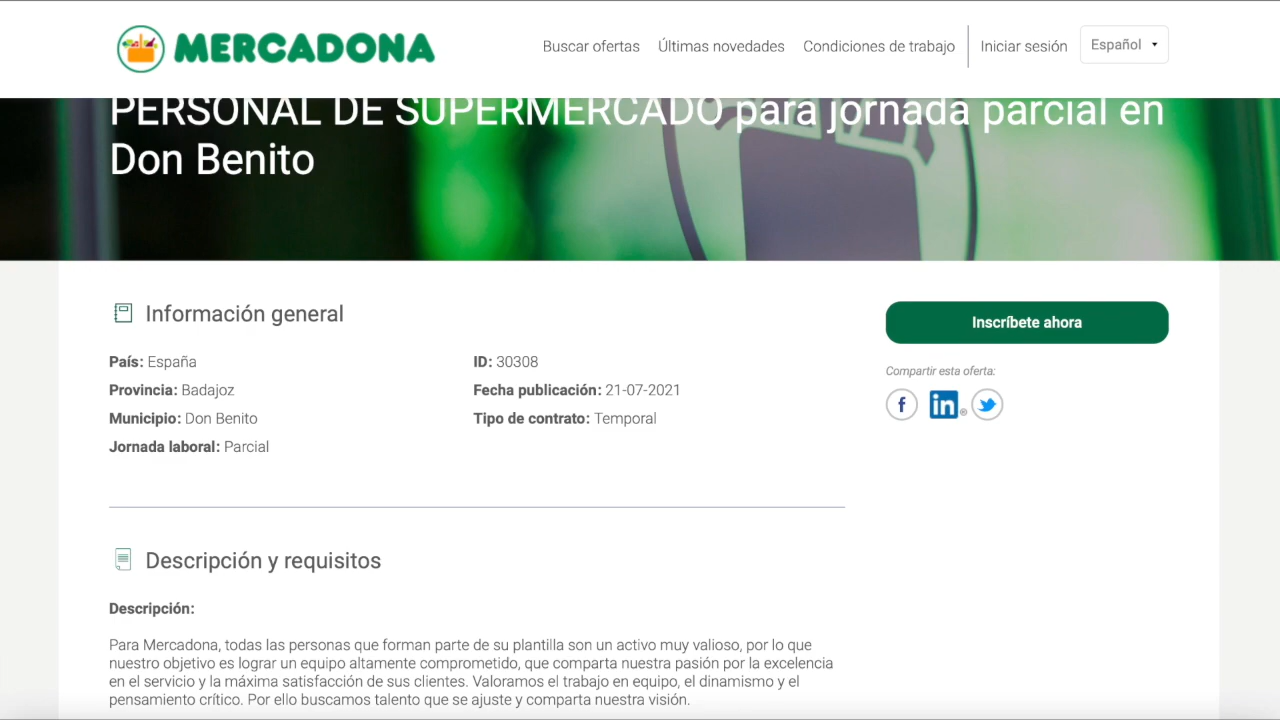 MERCADONA
Buscar ofertas Últimas novedades Condiciones de trabajo Iniciar sesión Español
PERSONAL DE SUPERMERCADO para jornada parcial en
Don Benito
Información general
País: España
Provincia: Badajoz
Municipio: Don Benito
Jornada laboral: Parcial
ID: 30308
Fecha publicación: 21-07-2021
Tipo de contrato: Temporal
Inscríbete ahora
Compartir esta oferta:
f in ®
Descripción y requisitos
Descripción:
Para Mercadona, todas las personas que forman parte de su plantilla son un activo muy valioso, por lo que
nuestro objetivo es lograr un equipo altamente comprometido, que comparta nuestra pasión por la excelencia
en el servicio y la máxima satisfacción de sus clientes. Valoramos el trabajo en equipo, el dinamismo y el
pensamiento crítico. Por ello buscamos talento que se ajuste y comparta nuestra visión.